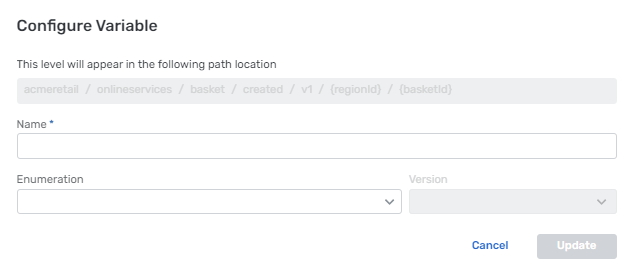 Configure Variable
This level will appear in the following path location
acmeretail / onlineservices / basket / created / v1 / {regionId} / {basketId}
Name *
Enumeration Version
Cancel Update